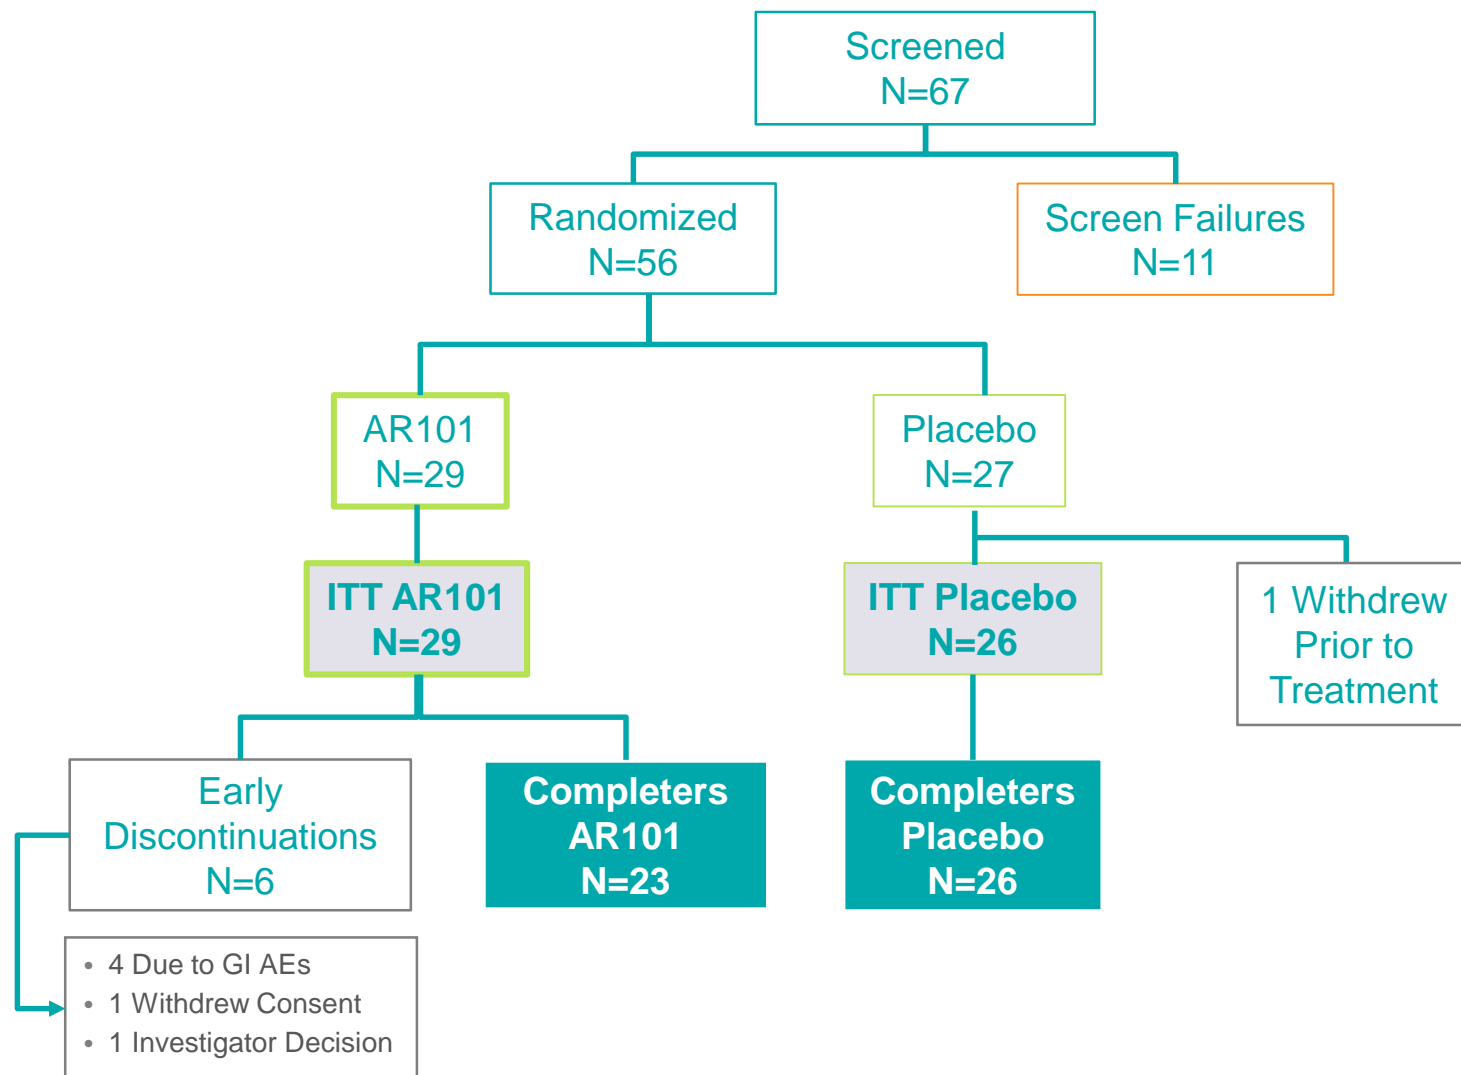 Screened
N=67
Randomized
N=56
Screen Failures
N=11
AR101
N=29
Placebo
N=27
ITT AR101
N=29
ITT Placebo
N=26
1 Withdrew
Prior to
Treatment
Early
Discontinuations
N=6
Completers
AR101
N=23
Completers
Placebo
N=26
• 4 Due to GI AEs
• 1 Withdrew Consent
• 1 Investigator Decision